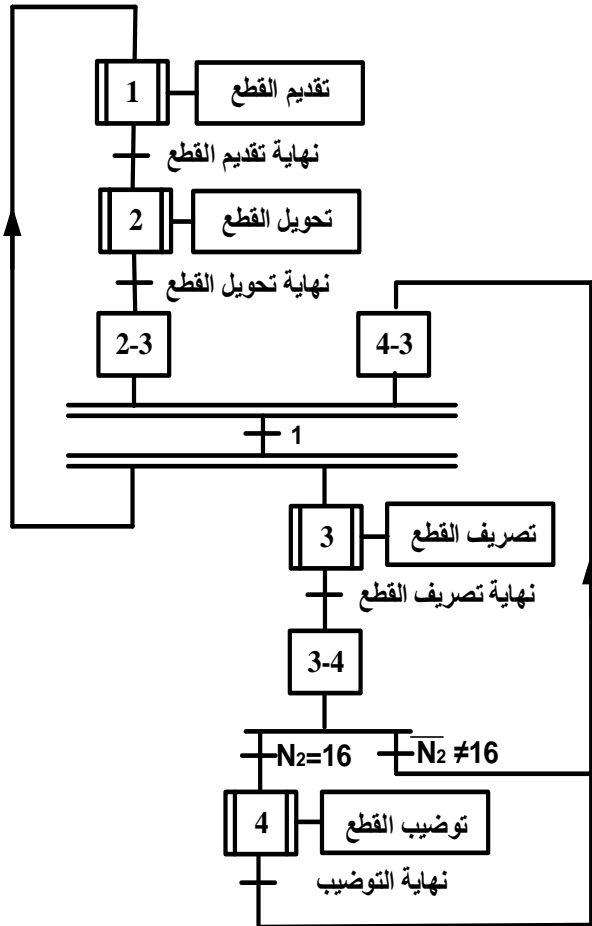 1
تقديم القطع
نهاية تقديم القطع
2
تحويل القطع
نهاية تحويل القطع
2-3
4-3
1
3
تصريف القطع
نهاية تصريف القطع
3-4
N₂=16
N̅₂ ≠16
4
توضيب القطع
نهاية التوضيب